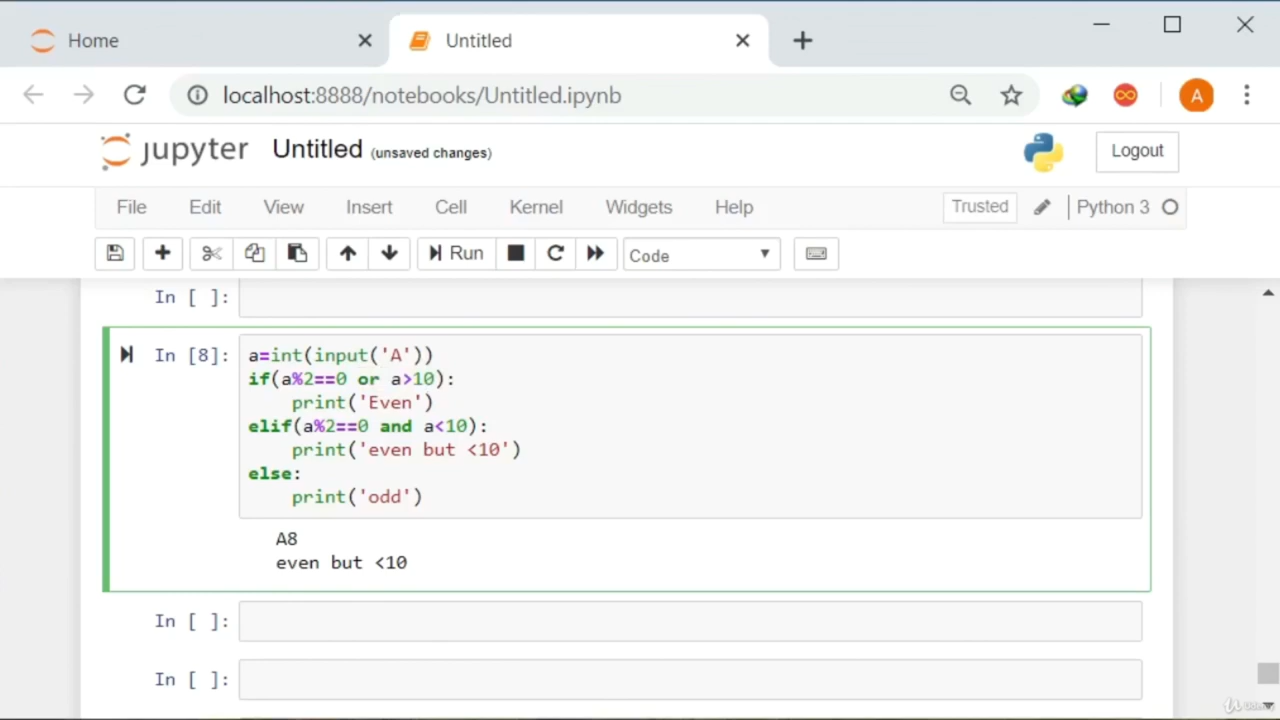 Home
Untitled
localhost:8888/notebooks/Untitled.ipynb
A
jupyter Untitled (unsaved changes)
Logout
File Edit View Insert Cell Kernel Widgets Help Trusted Python 3
Run Code
In [ ]:
In [8]: a=int(input('A'))
if(a%2==0 or a>10):
    print('Even')
elif(a%2==0 and a<10):
    print('even but <10')
else:
    print('odd')
A8
even but <10
In [ ]:
In [ ]: